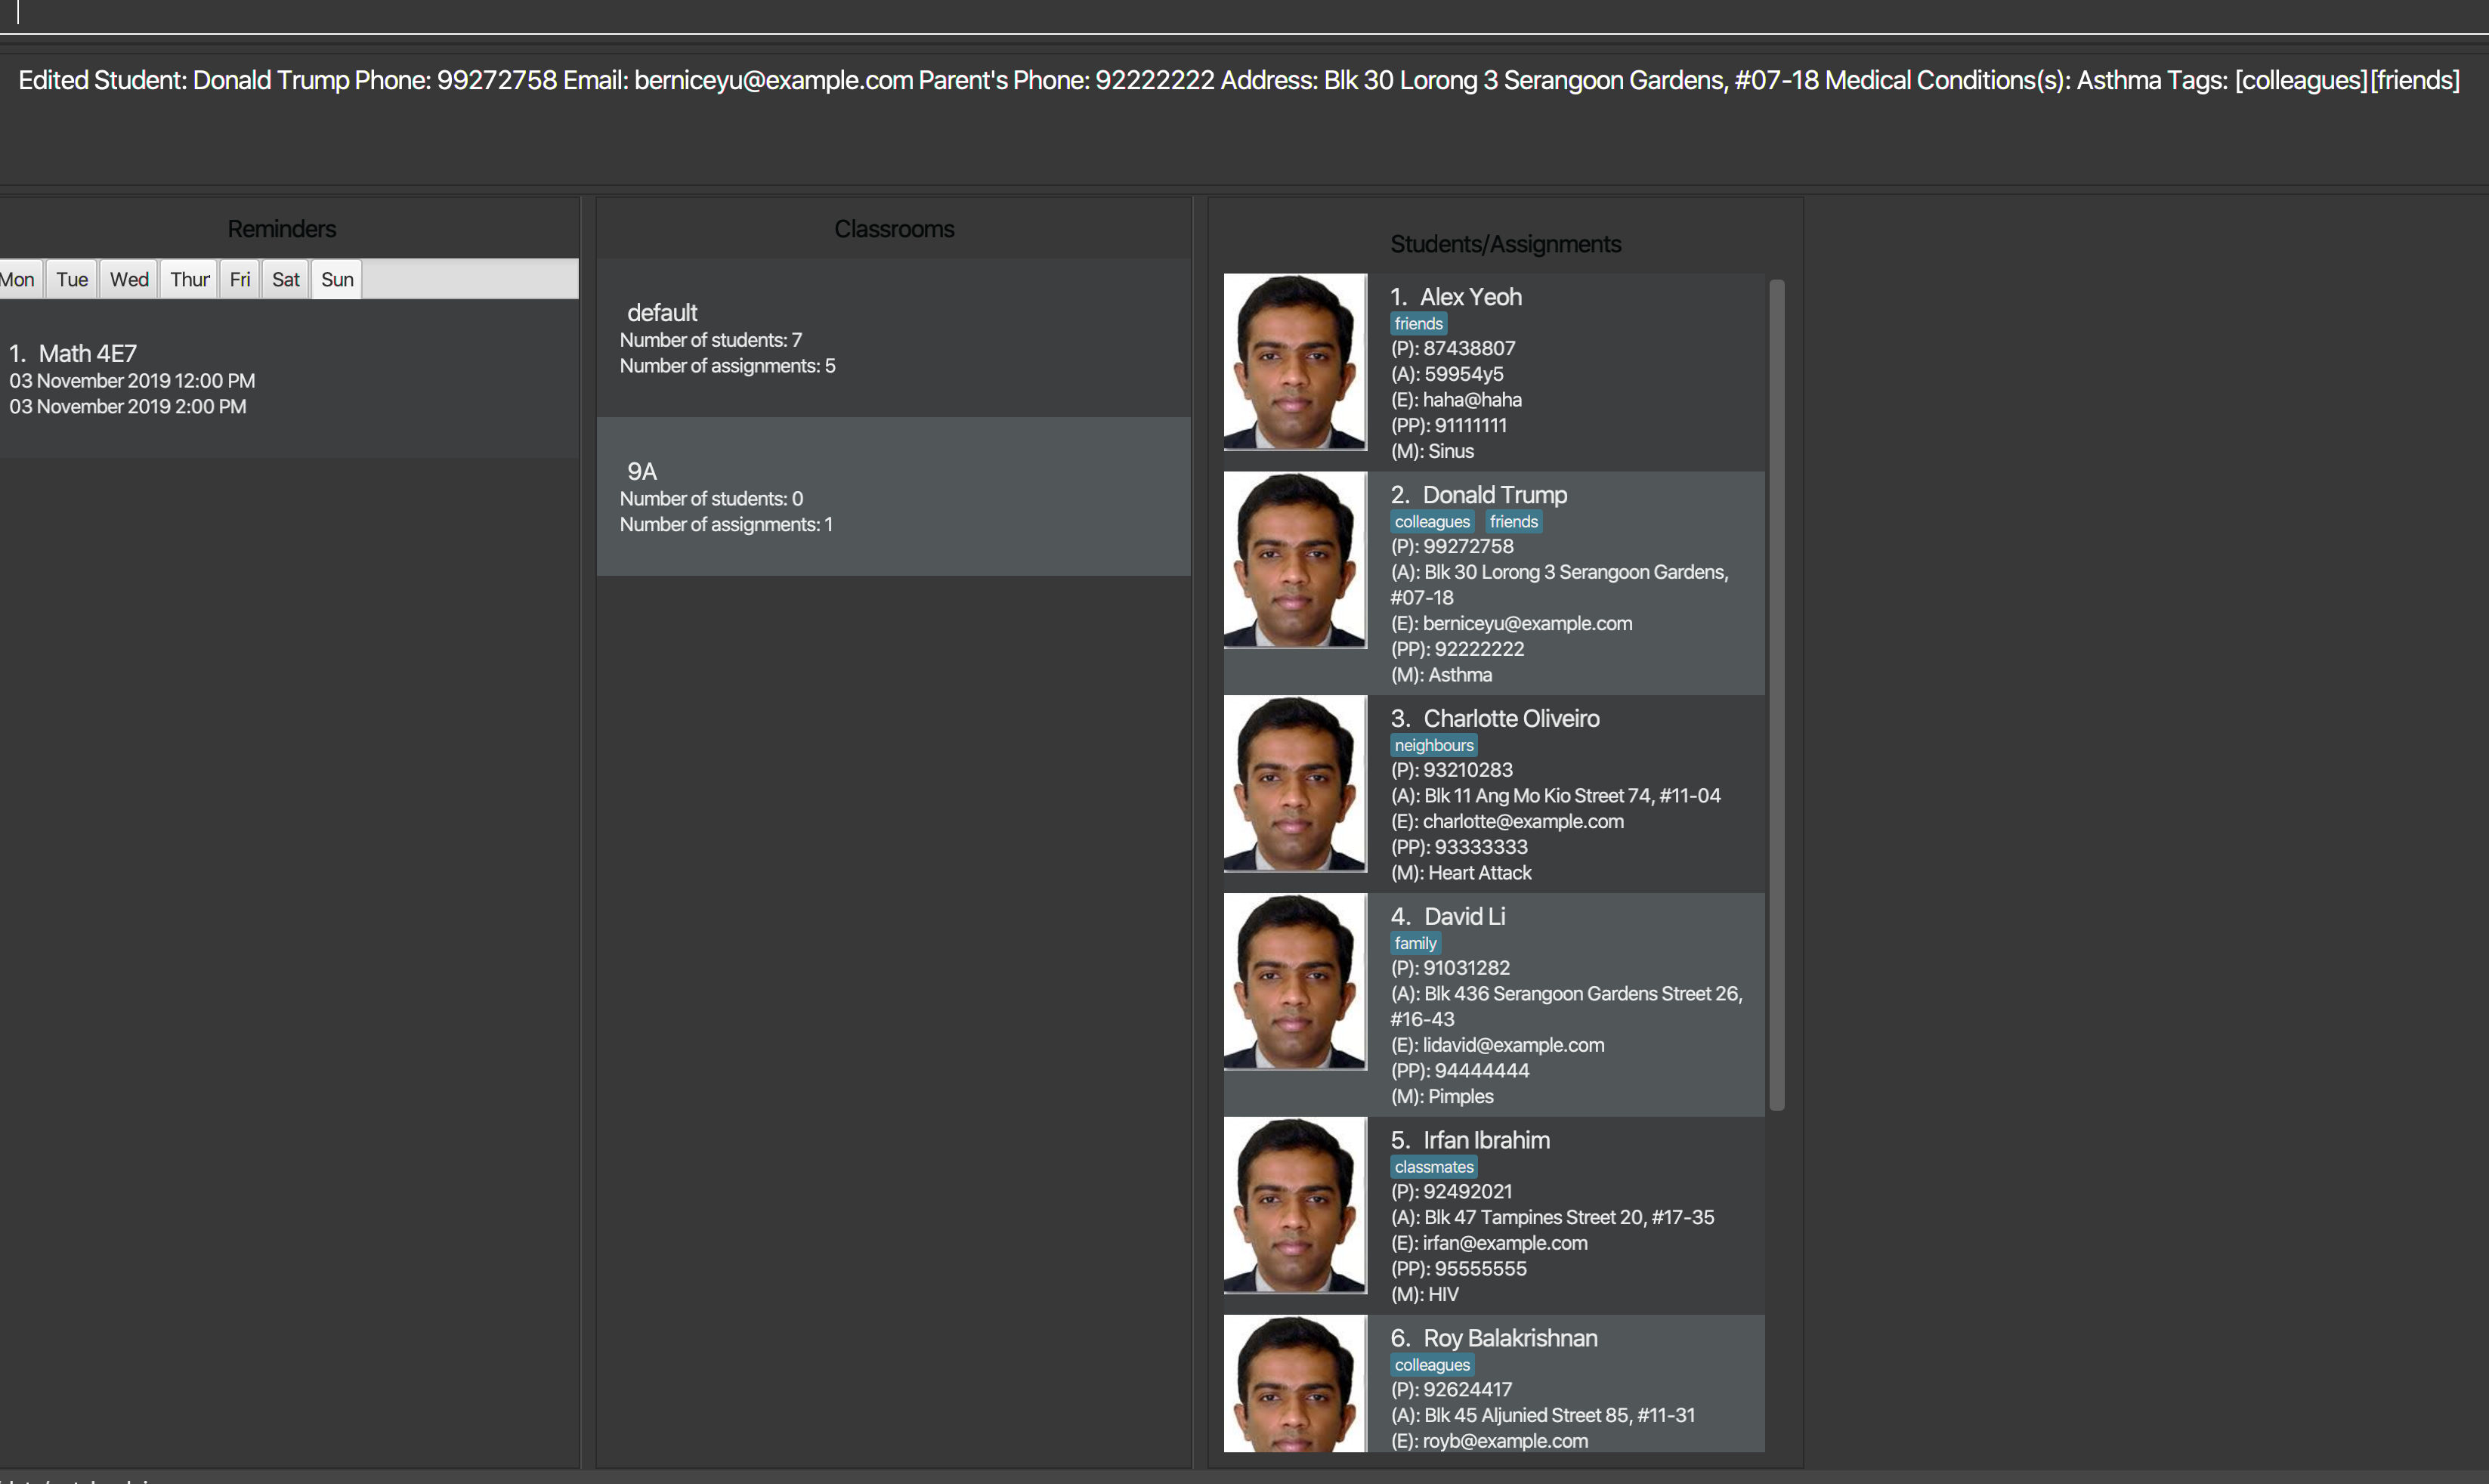 Edited Student: Donald Trump Phone: 99272758 Email: berniceyu@example.com Parent's Phone: 92222222 Address: Blk 30 Lorong 3 Serangoon Gardens, #07-18 Medical Conditions(s): Asthma Tags: [colleagues][friends]
Reminders
Mon Tue Wed Thur Fri Sat Sun
1. Math 4E7
03 November 2019 12:00 PM
03 November 2019 2:00 PM
Classrooms
default
Number of students: 7
Number of assignments: 5
9A
Number of students: 0
Number of assignments: 1
Students/Assignments
1. Alex Yeoh
friends
(P): 87438807
(A): 59954y5
(E): haha@haha
(PP): 91111111
(M): Sinus
2. Donald Trump
colleagues friends
(P): 99272758
(A): Blk 30 Lorong 3 Serangoon Gardens,
#07-18
(E): berniceyu@example.com
(PP): 92222222
(M): Asthma
3. Charlotte Oliveiro
neighbours
(P): 93210283
(A): Blk 11 Ang Mo Kio Street 74, #11-04
(E): charlotte@example.com
(PP): 93333333
(M): Heart Attack
4. David Li
family
(P): 91031282
(A): Blk 436 Serangoon Gardens Street 26,
#16-43
(E): lidavid@example.com
(PP): 94444444
(M): Pimples
5. Irfan Ibrahim
classmates
(P): 92492021
(A): Blk 47 Tampines Street 20, #17-35
(E): irfan@example.com
(PP): 95555555
(M): HIV
6. Roy Balakrishnan
colleagues
(P): 92624417
(A): Blk 45 Aljunied Street 85, #11-31
(E): royb@example.com